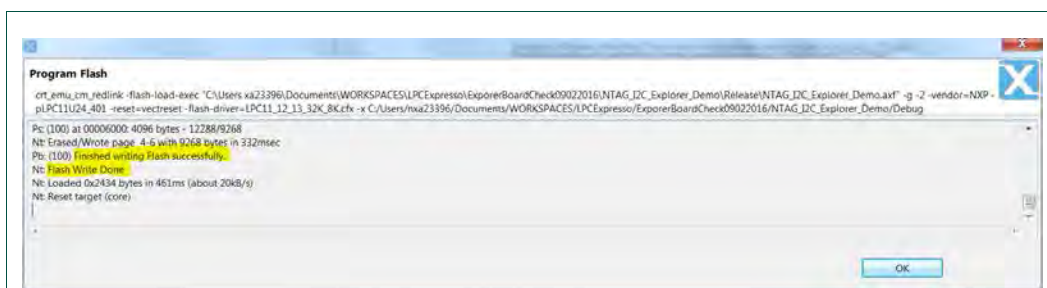 Program Flash
crt_emu_cm_redlink -flash-load-exec "C:\Users xa23396\Documents\WORKSPACES\LPCExpresso\ExporerBoardCheck09022016\NTAG_I2C_Explorer_Demo\Release\NTAG_I2C_Explorer_Demo.axf" -g -2 -vendor=NXP -
pLPC11U24_401 -reset=vectreset -flash-driver=LPC11_12_13_32K_8K.cfx -x C:/Users/nxa23396/Documents/WORKSPACES/LPCExpresso/ExporerBoardCheck09022016/NTAG_I2C_Explorer_Demo/Debug
Ps: (100) at 00006000: 4096 bytes - 12288/9268
Nt: Erased/Wrote page 4-6 with 9268 bytes in 332msec
Pb: (100) Finished writing Flash successfully.
Nt: Flash Write Done
Nt: Loaded 0x2434 bytes in 461ms (about 20kB/s)
Nt: Reset target (core)
OK